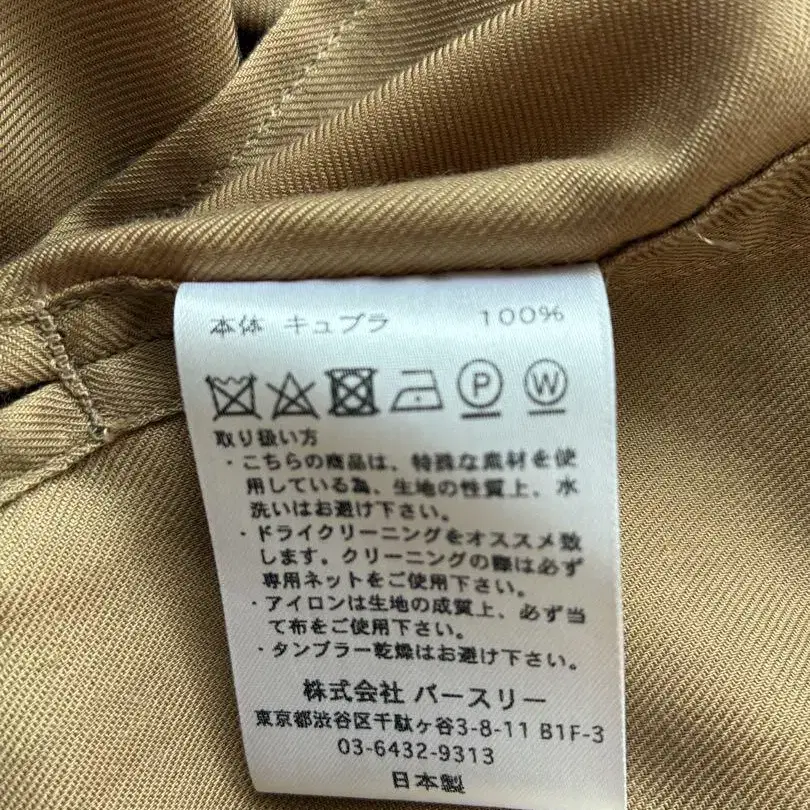 本体 キュプラ 100%
P W
取り扱い方
・こちらの商品は、特殊な素材を使
用している為、生地の性質上、水
洗いはお避け下さい。
・ドライクリーニングをオススメ致
します。クリーニングの際は必ず
専用ネットをご使用下さい。
・アイロンは生地の成質上、必ず当
て布をご使用下さい。
・タンブラー乾燥はお避け下さい。
株式会社 パースリー
東京都渋谷区千駄ヶ谷3-8-11 B1F-3
03-6432-9313
日本製